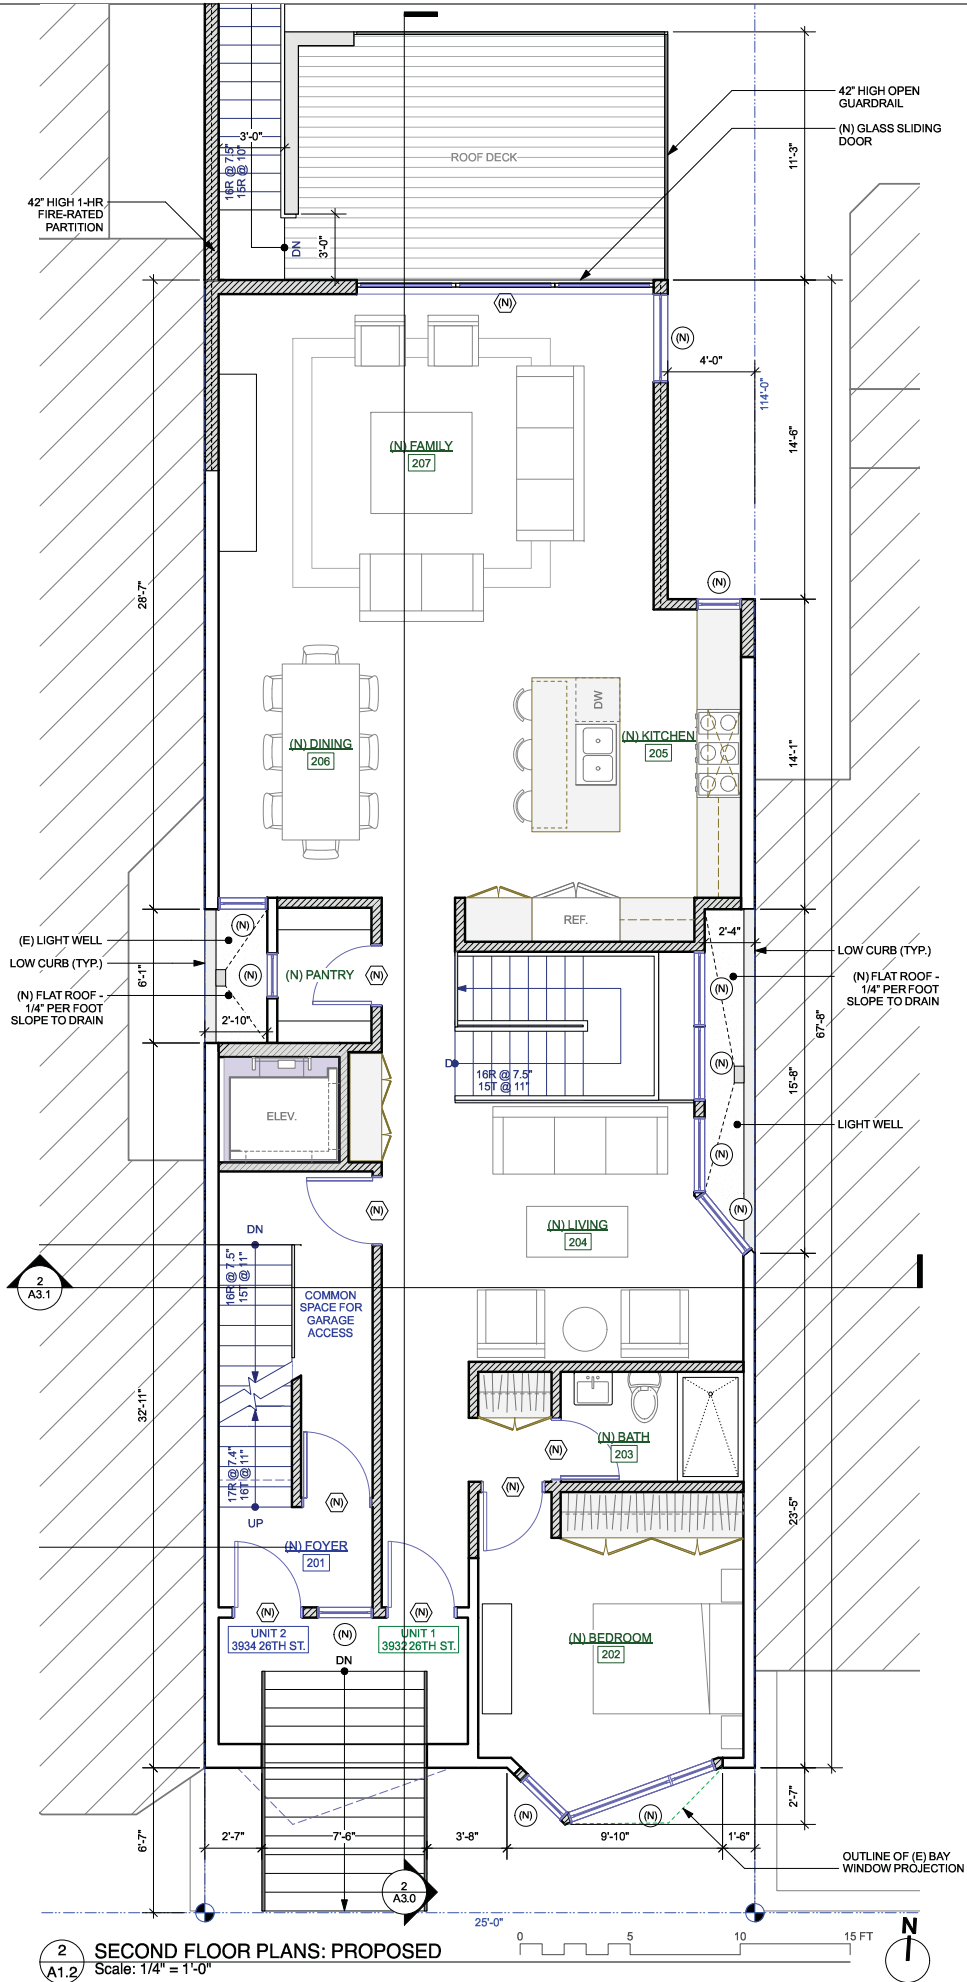 42" HIGH OPEN
GUARDRAIL
(N) GLASS SLIDING
DOOR
3'-0"
16R @ 7.5"
15R @ 10"
ROOF DECK
11'-3"
42" HIGH 1-HR
FIRE-RATED
PARTITION
DN
3'-0"
(N)
(N)
4'-0"
114'-0"
14'-6"
(N) FAMILY
207
28'-7"
(N)
DW
(N) DINING
206
(N) KITCHEN
205
14'-1"
REF.
(N)
2'-4"
(E) LIGHT WELL
LOW CURB (TYP.)
(N) FLAT ROOF -
1/4" PER FOOT
SLOPE TO DRAIN
6'-1"
(N)
(N) PANTRY
(N)
2'-10"
LOW CURB (TYP.)
(N) FLAT ROOF -
1/4" PER FOOT
SLOPE TO DRAIN
(N)
67'-8"
D
16R @ 7.5"
15T @ 11"
(N)
15'-8"
ELEV.
LIGHT WELL
(N)
(N)
(N)
DN
(N) LIVING
204
16R @ 7.5"
15T @ 11"
2
A3.1
COMMON
SPACE FOR
GARAGE
ACCESS
32'-11"
(N) BATH
203
(N)
17R @ 7.4"
16T @ 11"
(N)
(N)
23'-5"
UP
(N) FOYER
201
(N)
(N)
(N)
UNIT 2
3934 26TH ST.
UNIT 1
3932 26TH ST.
(N) BEDROOM
202
DN
(N)
(N)
2'-7"
6'-7"
2'-7"
7'-6"
3'-8"
9'-10"
1'-6"
OUTLINE OF (E) BAY
WINDOW PROJECTION
2
A3.0
25'-0"
N
2
A1.2
SECOND FLOOR PLANS: PROPOSED
Scale: 1/4" = 1'-0"
0
5
10
15 FT